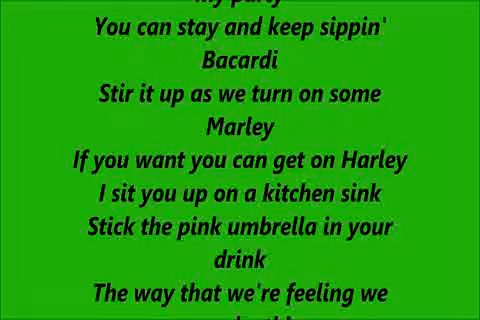 my party
You can stay and keep sippin'
Bacardi
Stir it up as we turn on some
Marley
If you want you can get on Harley
I sit you up on a kitchen sink
Stick the pink umbrella in your
drink
The way that we're feeling we